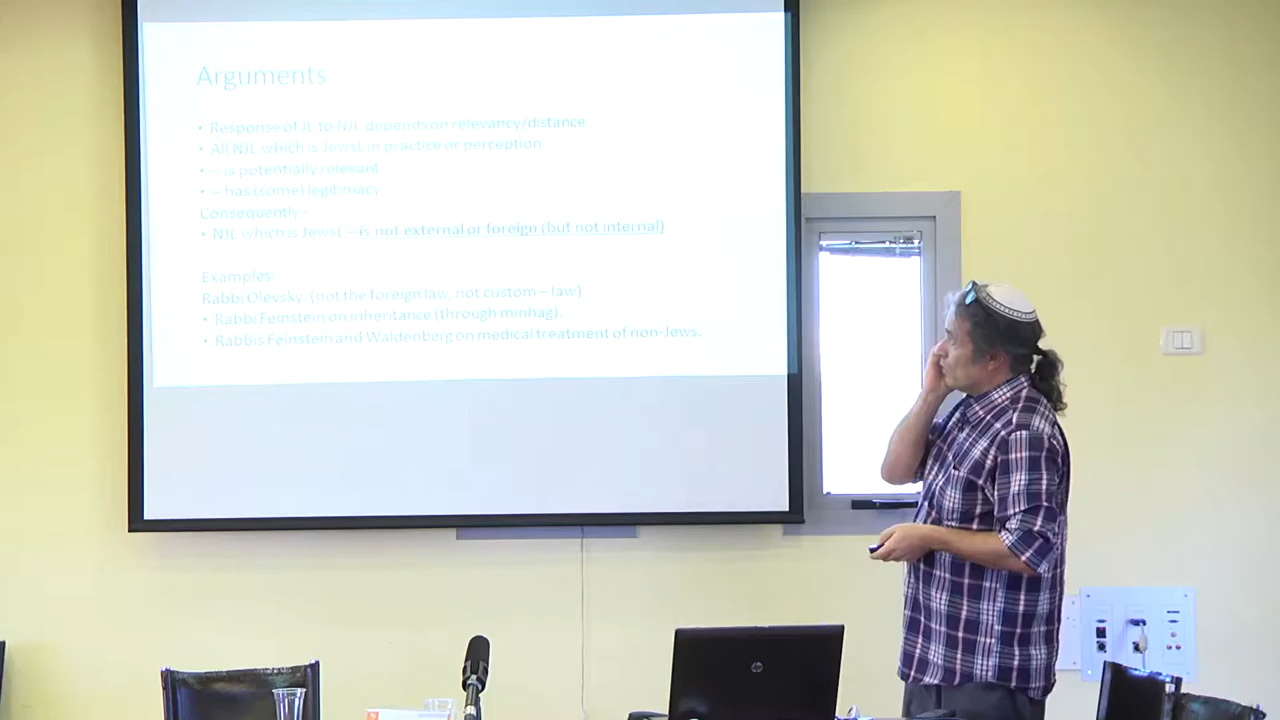 Arguments
• Response of JL to NJL depends on relevancy/distance
• All NJL which is JewsL in practice or perception
• – is potentially relevant
• – has (some) legitimacy
Consequently -
• NJL which is JewsL – is not external or foreign (but not internal)
Examples:
Rabbi Olevsky. (not the foreign law, not custom – law)
• Rabbi Feinstein on inheritance (through minhag).
• Rabbis Feinstein and Waldenberg on medical treatment of non-Jews.
hp